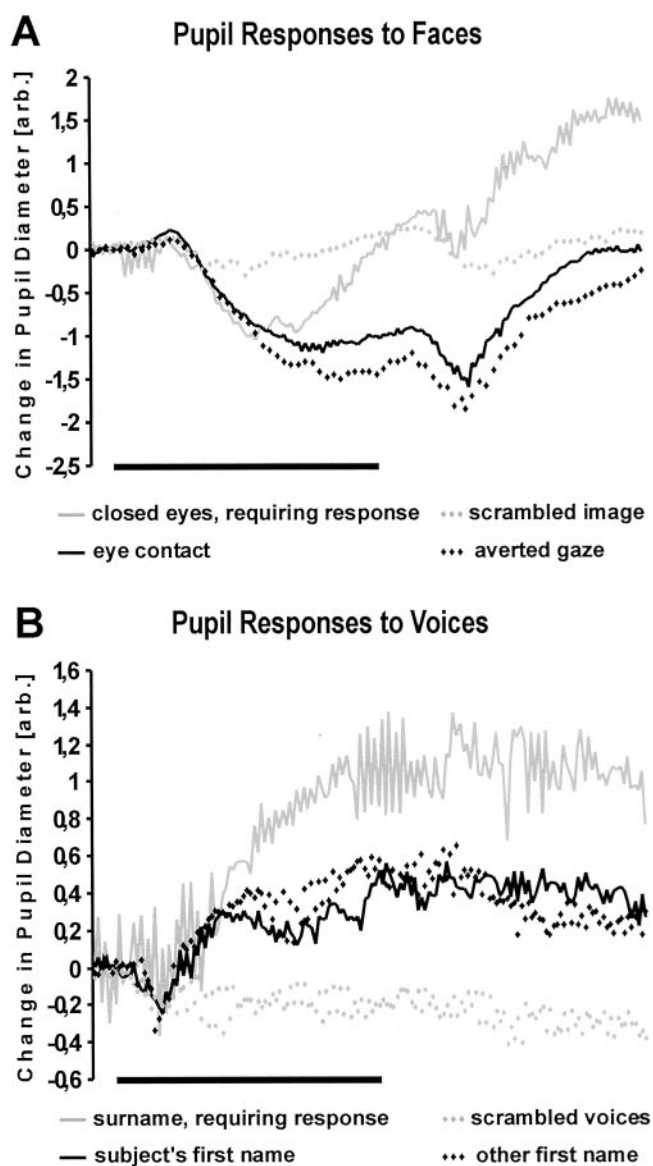 A
Pupil Responses to Faces
Change in Pupil Diameter [arb.]
2
1,5
1
0,5
0
-0,5
-1
-1,5
-2
-2,5
closed eyes, requiring response
scrambled image
eye contact
averted gaze
B
Pupil Responses to Voices
Change in Pupil Diameter [arb.]
1,6
1,4
1,2
1
0,8
0,6
0,4
0,2
0
-0,2
-0,4
-0,6
surname, requiring response
scrambled voices
subject's first name
other first name